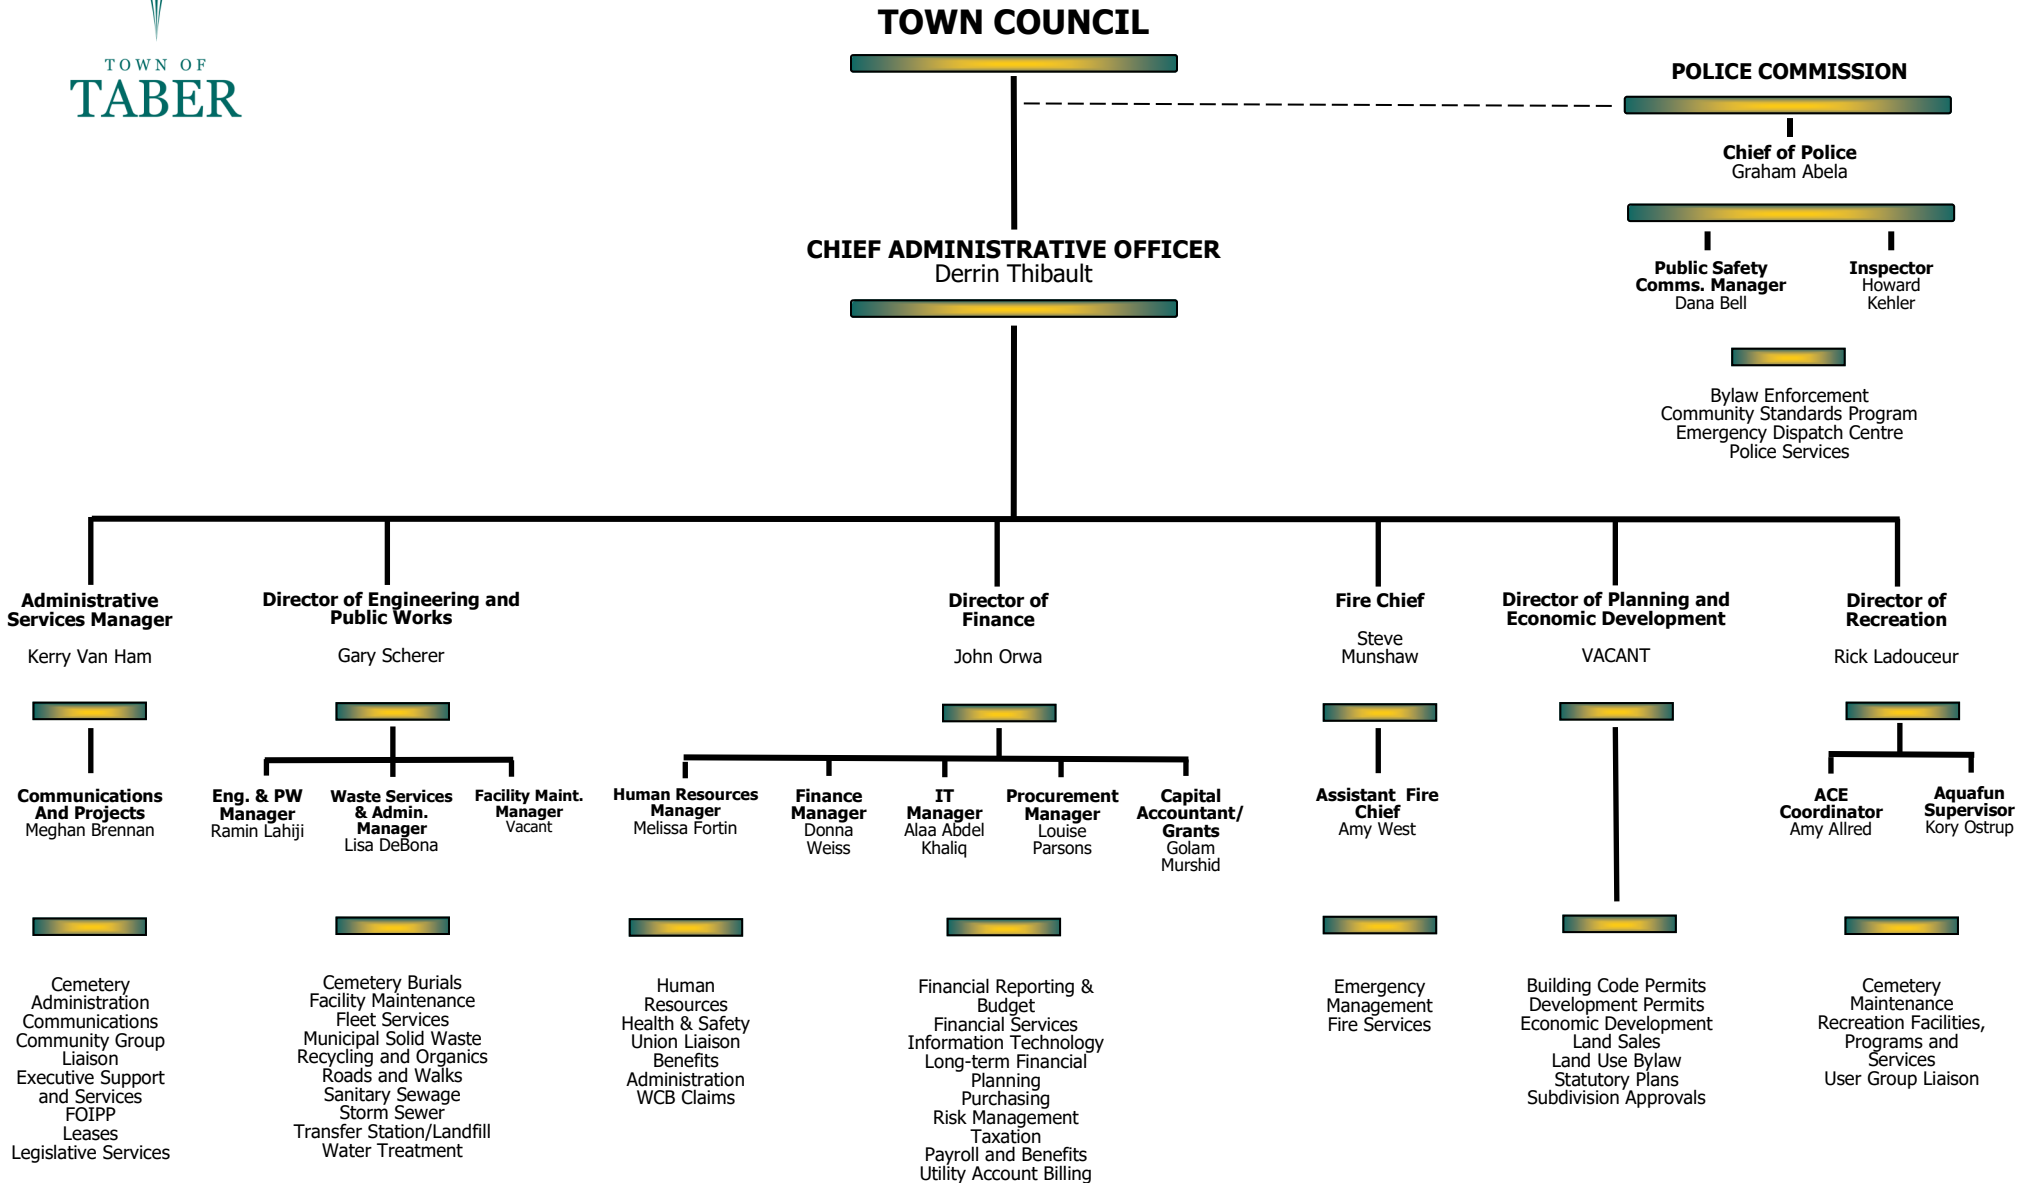 TOWN OF
TABER
TOWN COUNCIL
POLICE COMMISSION
Chief of Police
Graham Abela
Public Safety
Comms. Manager
Dana Bell
Inspector
Howard
Kehler
Bylaw Enforcement
Community Standards Program
Emergency Dispatch Centre
Police Services
CHIEF ADMINISTRATIVE OFFICER
Derrin Thibault
Administrative
Services Manager
Kerry Van Ham
Communications
And Projects
Meghan Brennan
Cemetery
Administration
Communications
Community Group
Liaison
Executive Support
and Services
FOIPP
Leases
Legislative Services
Director of Engineering and
Public Works
Gary Scherer
Eng. & PW
Manager
Ramin Lahiji
Waste Services
& Admin.
Manager
Lisa DeBona
Facility Maint.
Manager
Vacant
Cemetery Burials
Facility Maintenance
Fleet Services
Municipal Solid Waste
Recycling and Organics
Roads and Walks
Sanitary Sewage
Storm Sewer
Transfer Station/Landfill
Water Treatment
Director of
Finance
John Orwa
Human Resources
Manager
Melissa Fortin
Finance
Manager
Donna
Weiss
IT
Manager
Alaa Abdel
Khaliq
Procurement
Manager
Louise
Parsons
Capital
Accountant/
Grants
Golam
Murshid
Human
Resources
Health & Safety
Union Liaison
Benefits
Administration
WCB Claims
Financial Reporting &
Budget
Financial Services
Information Technology
Long-term Financial
Planning
Purchasing
Risk Management
Taxation
Payroll and Benefits
Utility Account Billing
Fire Chief
Steve
Munshaw
Assistant Fire
Chief
Amy West
Emergency
Management
Fire Services
Director of Planning and
Economic Development
VACANT
Building Code Permits
Development Permits
Economic Development
Land Sales
Land Use Bylaw
Statutory Plans
Subdivision Approvals
Director of
Recreation
Rick Ladouceur
ACE
Coordinator
Amy Allred
Aquafun
Supervisor
Kory Ostrup
Cemetery
Maintenance
Recreation Facilities,
Programs and
Services
User Group Liaison